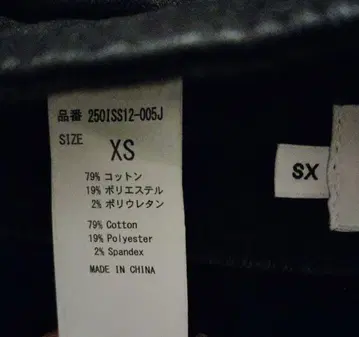 品番 250ISS12-005J
SIZE
XS
79% コットン
19% ポリエステル
2% ポリウレタン
79% Cotton
19% Polyester
2% Spandex
MADE IN CHINA
XS